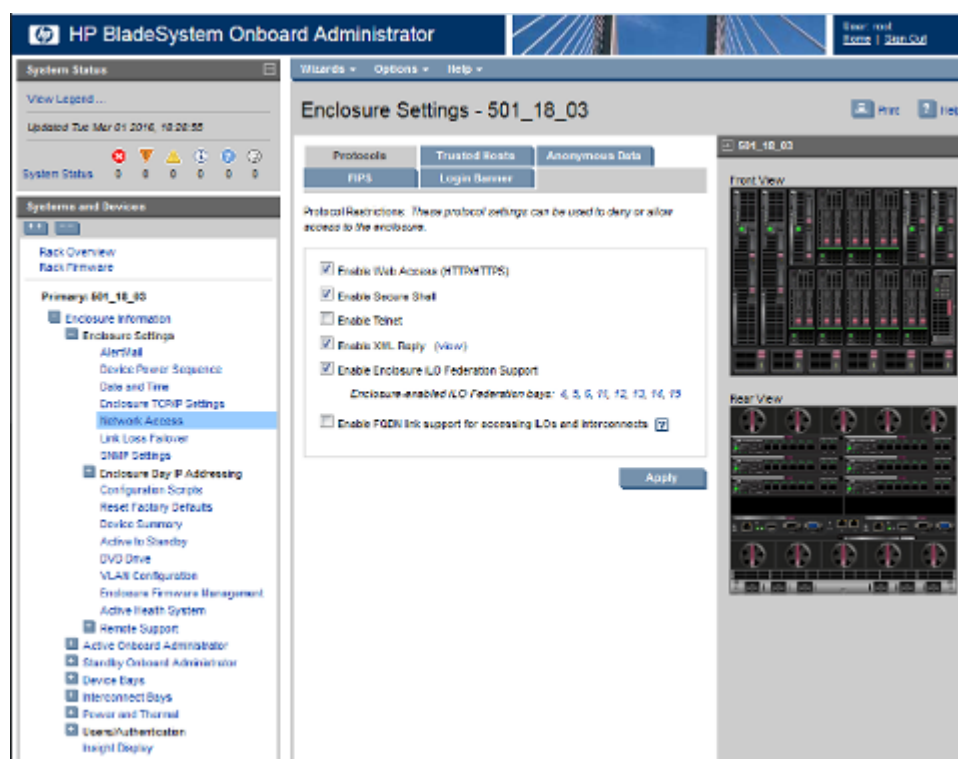 HP BladeSystem Onboard Administrator
User: root
Home | Sign Out
System Status
View Legend ...
Updated Tue Mar 01 2016, 18:28:55
System Status 0 0 0 0 0 0
Systems and Devices
Rack Overview
Rack Firmware
Primary: 501_18_03
Enclosure Information
Enclosure Settings
AlertMail
Device Power Sequence
Date and Time
Enclosure TCP/IP Settings
Network Access
Link Loss Failover
SNMP Settings
Enclosure Bay IP Addressing
Configuration Scripts
Reset Factory Defaults
Device Summary
Active to Standby
DVD Drive
VLAN Configuration
Enclosure Firmware Management
Active Health System
Remote Support
Active Onboard Administrator
Standby Onboard Administrator
Device Bays
Interconnect Bays
Power and Thermal
Users/Authentication
Insight Display
Wizards Options Help
Enclosure Settings - 501_18_03
Print Help
Protocols Trusted Hosts Anonymous Data
FIPS Login Banner
Protocol Restrictions: These protocol settings can be used to deny or allow
access to the enclosure.
Enable Web Access (HTTP/HTTPS)
Enable Secure Shell
Enable Telnet
Enable XML Reply (view)
Enable Enclosure iLO Federation Support
Enclosure-enabled iLO Federation bays: 4, 5, 6, 11, 12, 13, 14, 15
Enable FQDN link support for accessing iLOs and interconnects ?
Apply
501_18_03
Front View
Rear View